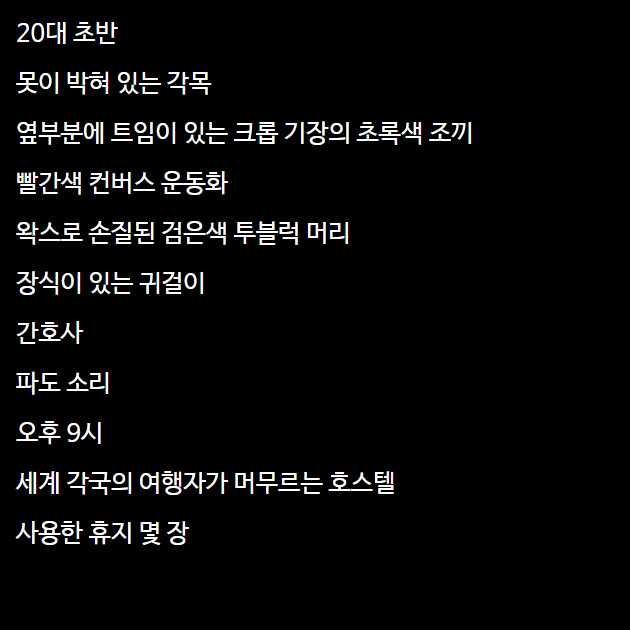 20대 초반
못이 박혀 있는 각목
옆부분에 트임이 있는 크롭 기장의 초록색 조끼
빨간색 컨버스 운동화
왁스로 손질된 검은색 투블럭 머리
장식이 있는 귀걸이
간호사
파도 소리
오후 9시
세계 각국의 여행자가 머무르는 호스텔
사용한 휴지 몇 장